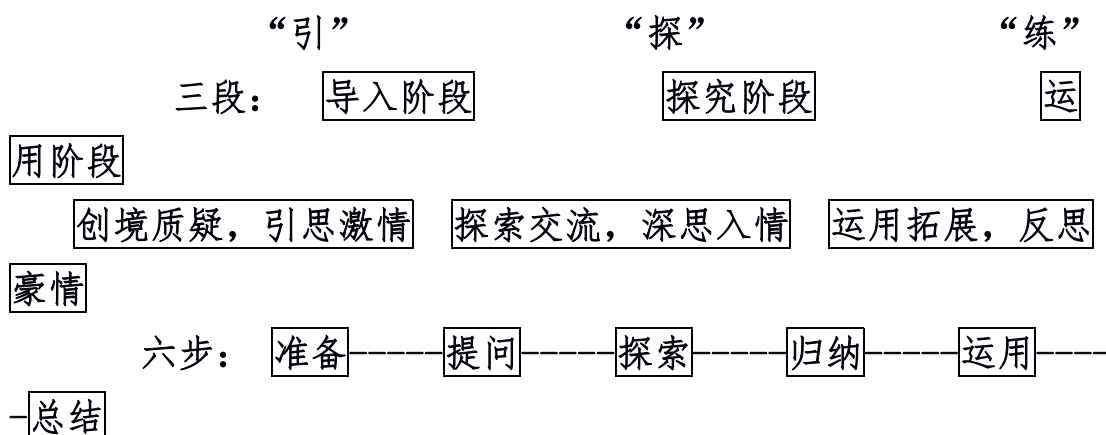 “引” “探” “练”
三段： 导入阶段 探究阶段 运
用阶段
创境质疑，引思激情 探索交流，深思入情 运用拓展，反思
豪情
六步： 准备-----提问-----探索-----归纳-----运用----
-总结